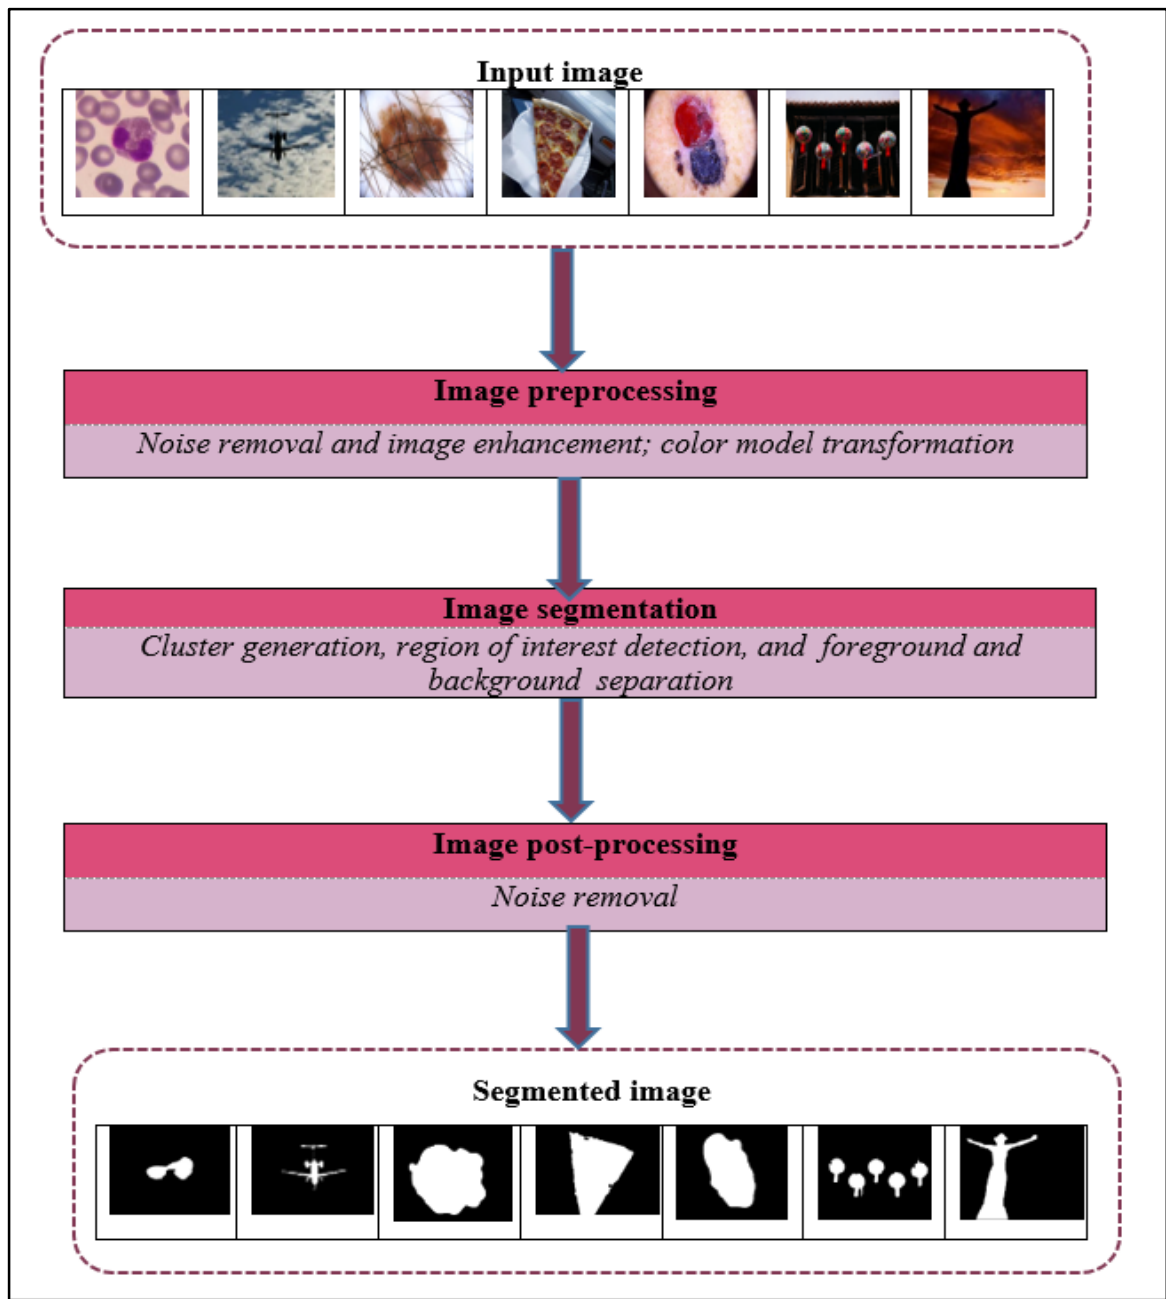 Input image
Image preprocessing
Noise removal and image enhancement; color model transformation
Image segmentation
Cluster generation, region of interest detection, and foreground and
background separation
Image post-processing
Noise removal
Segmented image